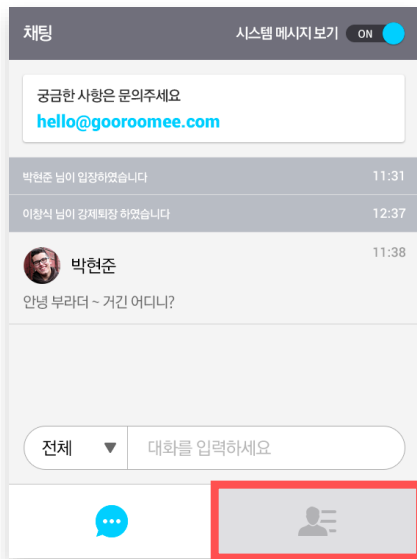 채팅 시스템 메시지 보기 ON
궁금한 사항은 문의주세요
hello@gooroomee.com
박현준 님이 입장하였습니다 11:31
이창식 님이 강제퇴장 하였습니다 12:37
박현준 11:38
안녕 부라더 ~ 거긴 어디니?
전체 ▼ 대화를 입력하세요